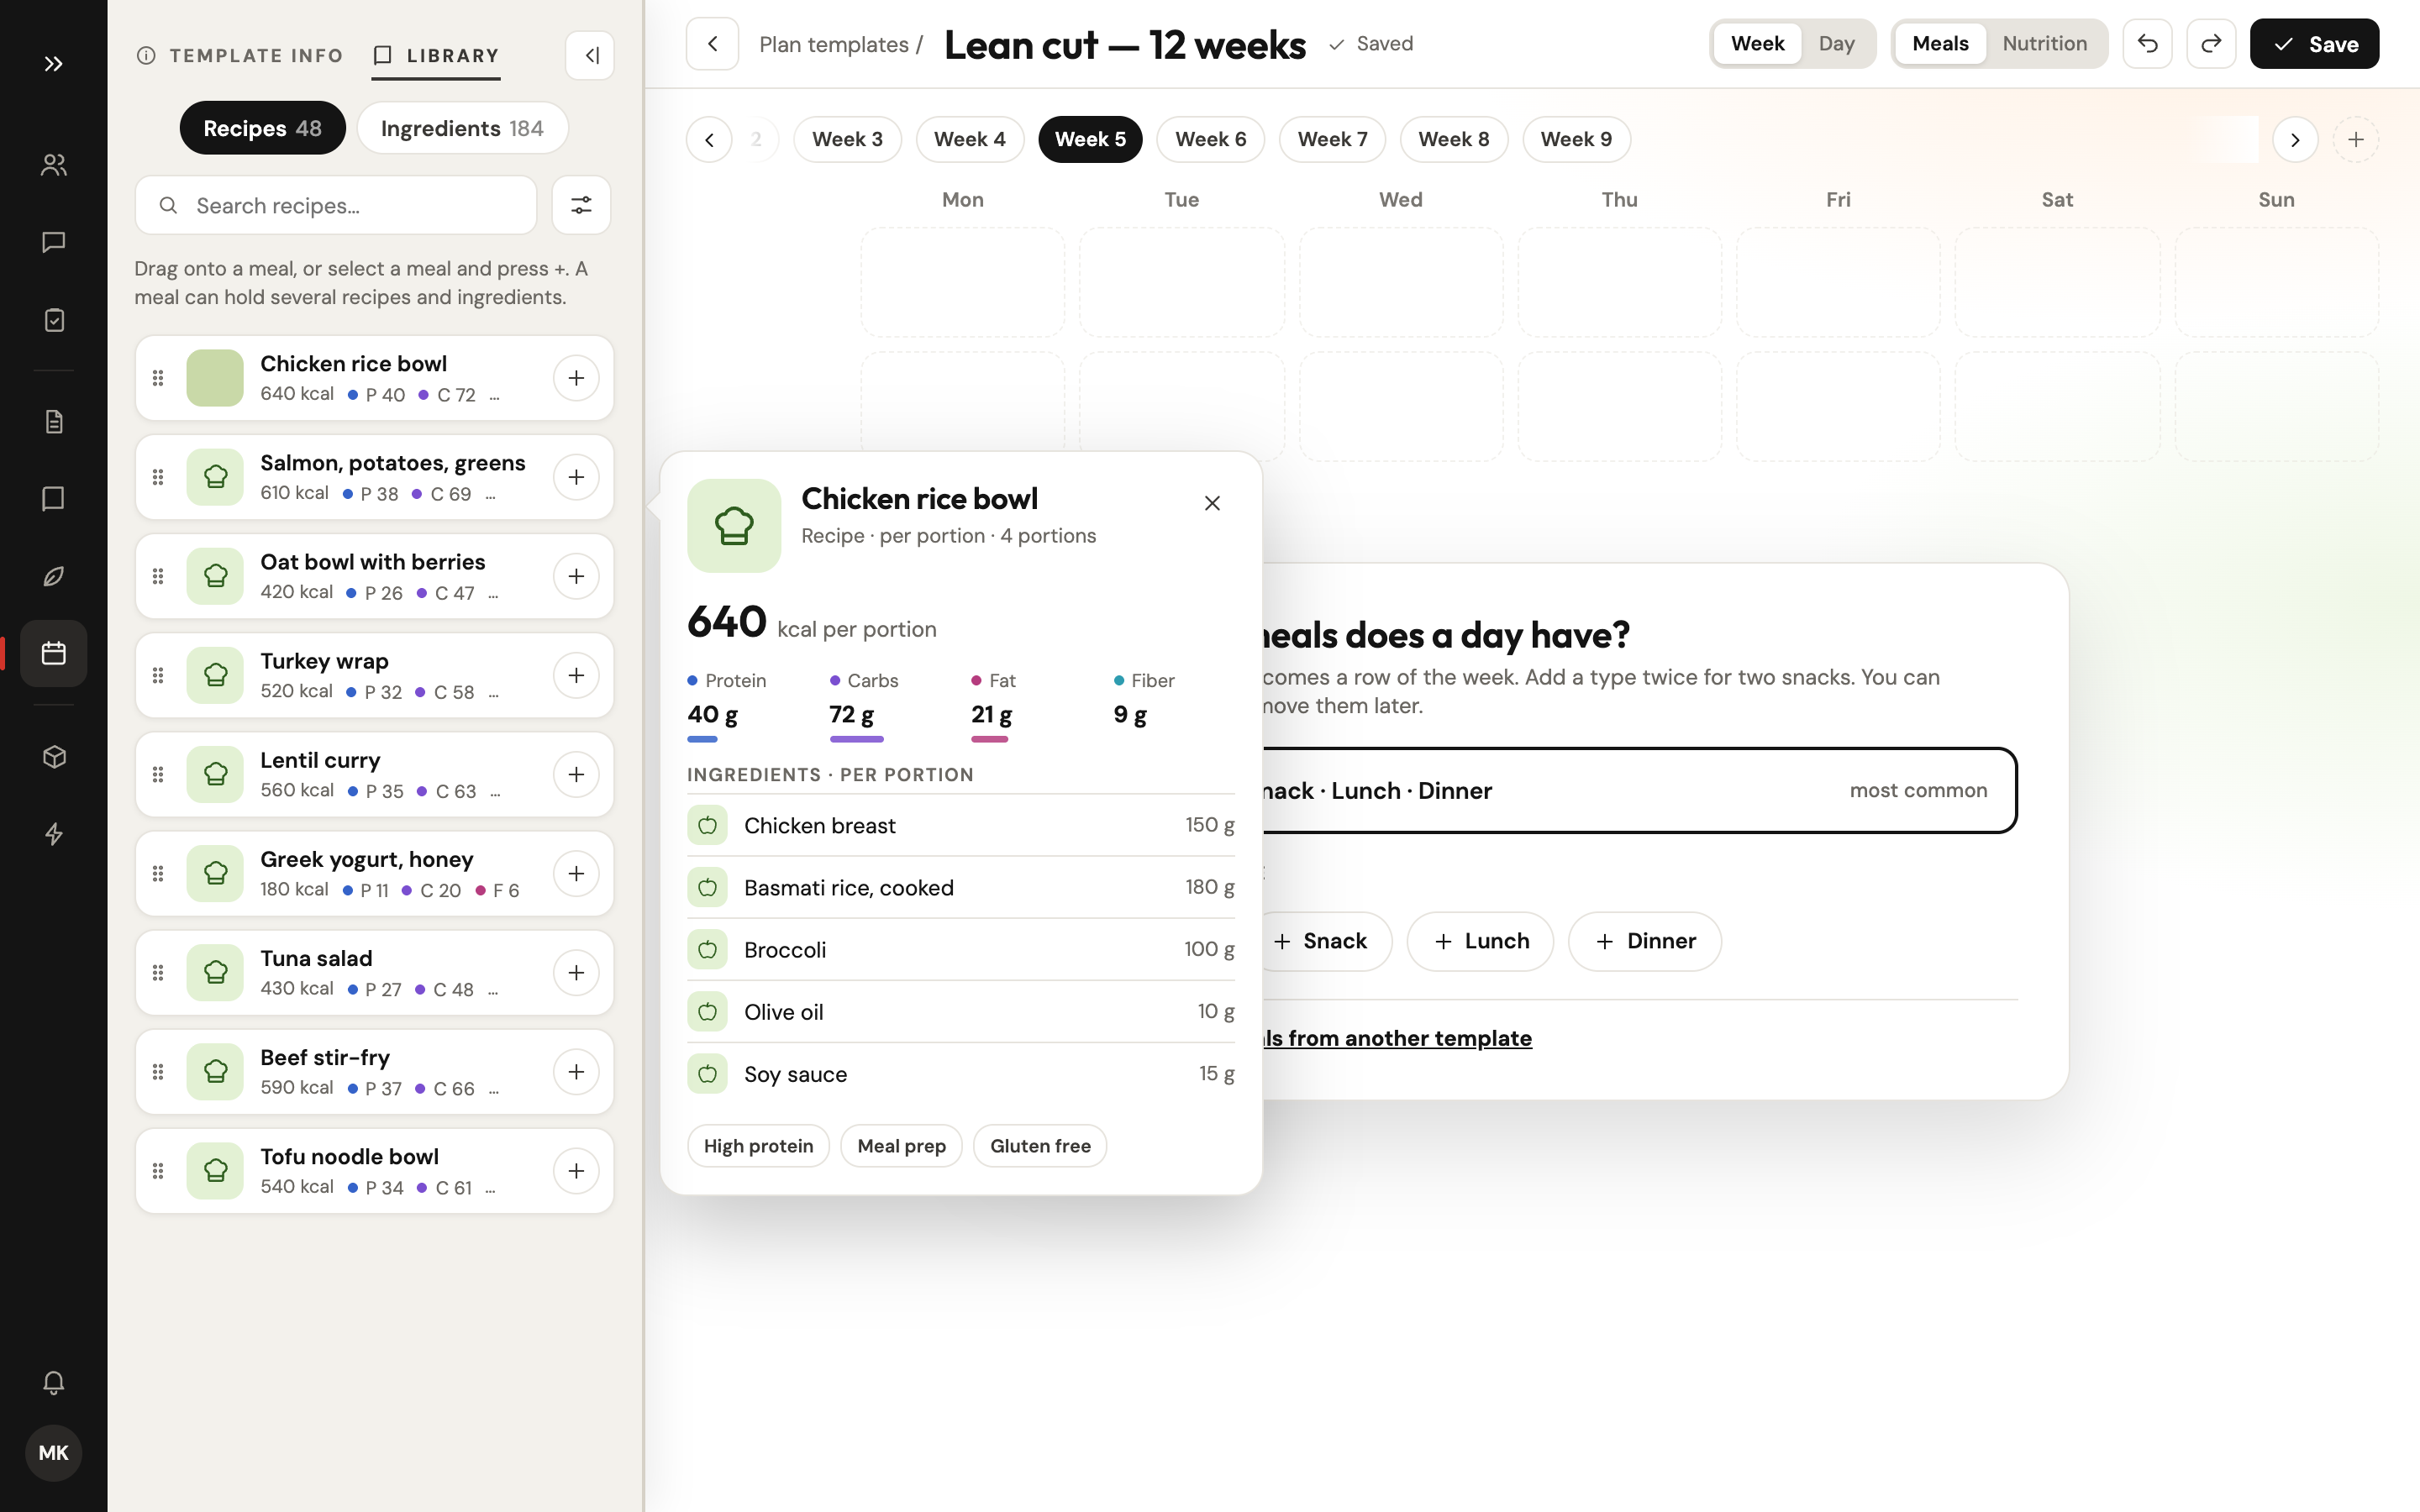 TEMPLATE INFO
LIBRARY
Recipes 48
Ingredients 184
Search recipes…
Drag onto a meal, or select a meal and press +. A
meal can hold several recipes and ingredients.
Chicken rice bowl
640 kcal P 40 C 72 …
Salmon, potatoes, greens
610 kcal P 38 C 69 …
Oat bowl with berries
420 kcal P 26 C 47 …
Turkey wrap
520 kcal P 32 C 58 …
Lentil curry
560 kcal P 35 C 63 …
Greek yogurt, honey
180 kcal P 11 C 20 F 6
Tuna salad
430 kcal P 27 C 48 …
Beef stir-fry
590 kcal P 37 C 66 …
Tofu noodle bowl
540 kcal P 34 C 61 …
MK
Plan templates /
Lean cut — 12 weeks
Saved
Week Day
Meals Nutrition
Save
2 Week 3 Week 4 Week 5 Week 6 Week 7 Week 8 Week 9
Mon Tue Wed Thu Fri Sat Sun
Chicken rice bowl
Recipe · per portion · 4 portions
640 kcal per portion
Protein Carbs Fat Fiber
40 g 72 g 21 g 9 g
INGREDIENTS · PER PORTION
Chicken breast 150 g
Basmati rice, cooked 180 g
Broccoli 100 g
Olive oil 10 g
Soy sauce 15 g
High protein Meal prep Gluten free
does a day have?
a row of the week. Add a type twice for two snacks. You can
them later.
· Lunch · Dinner
most common
Snack
Lunch
Dinner
from another template